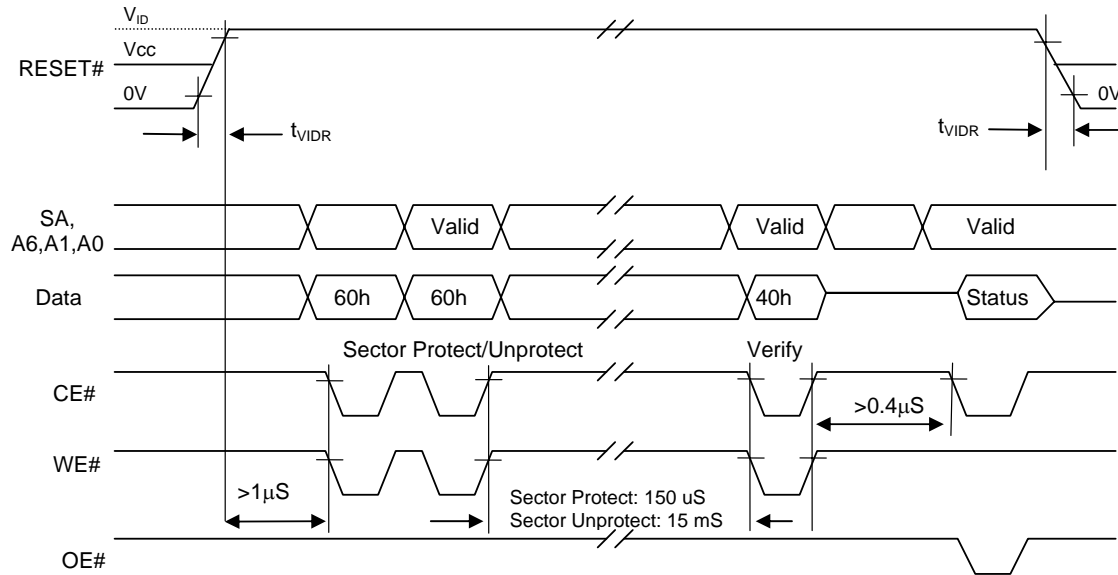 VID
Vcc
RESET#
0V
0V
tVIDR
tVIDR
SA,
A6,A1,A0
Valid
Valid
Valid
Data
60h
60h
40h
Status
Sector Protect/Unprotect
Verify
CE#
>0.4μS
WE#
>1μS
Sector Protect: 150 uS
Sector Unprotect: 15 mS
OE#